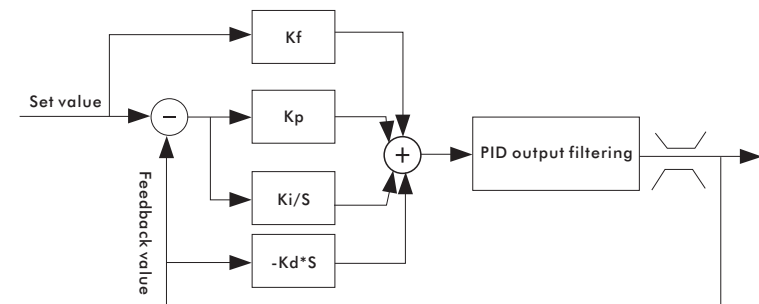 Kf
Set value
−
Kp
+
PID output filtering
Feedback value
Ki/S
-Kd*S